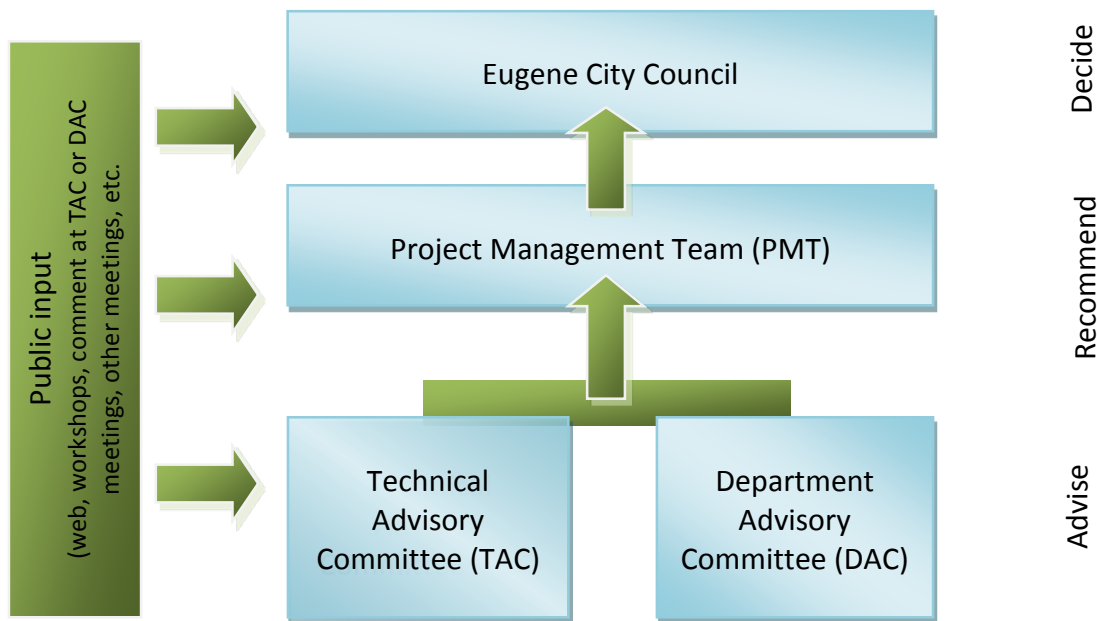 Public input
(web, workshops, comment at TAC or DAC
meetings, other meetings, etc.
Eugene City Council
Decide
Project Management Team (PMT)
Recommend
Technical
Advisory
Committee (TAC)
Department
Advisory
Committee (DAC)
Advise